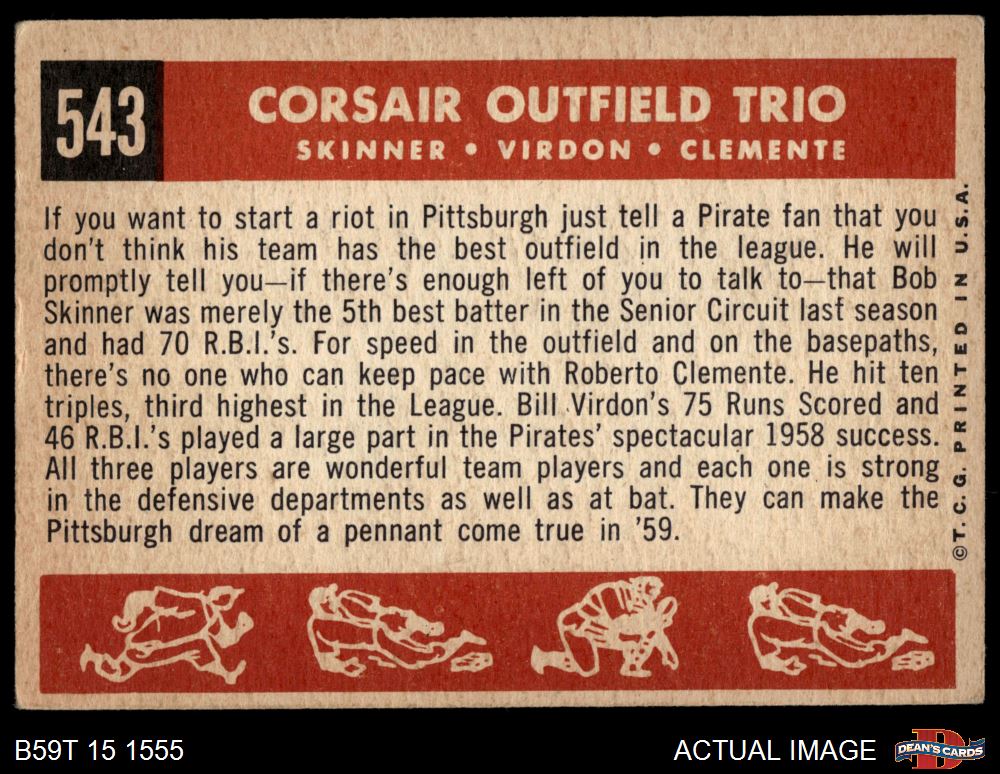 543
CORSAIR OUTFIELD TRIO
SKINNER • VIRDON • CLEMENTE
If you want to start a riot in Pittsburgh just tell a Pirate fan that you
don't think his team has the best outfield in the league. He will
promptly tell you—if there's enough left of you to talk to—that Bob
Skinner was merely the 5th best batter in the Senior Circuit last season
and had 70 R.B.I.'s. For speed in the outfield and on the basepaths,
there's no one who can keep pace with Roberto Clemente. He hit ten
triples, third highest in the League. Bill Virdon's 75 Runs Scored and
46 R.B.I.'s played a large part in the Pirates' spectacular 1958 success.
All three players are wonderful team players and each one is strong
in the defensive departments as well as at bat. They can make the
Pittsburgh dream of a pennant come true in '59.
©T. C. G. PRINTED IN U.S.A.
B59T 15 1555
ACTUAL IMAGE
D
DEAN'S CARDS